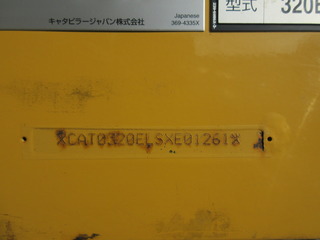 Japanese
キャタピラージャパン株式会社
369-4335X
型式 320E
*CAT0320ELSXE01261*